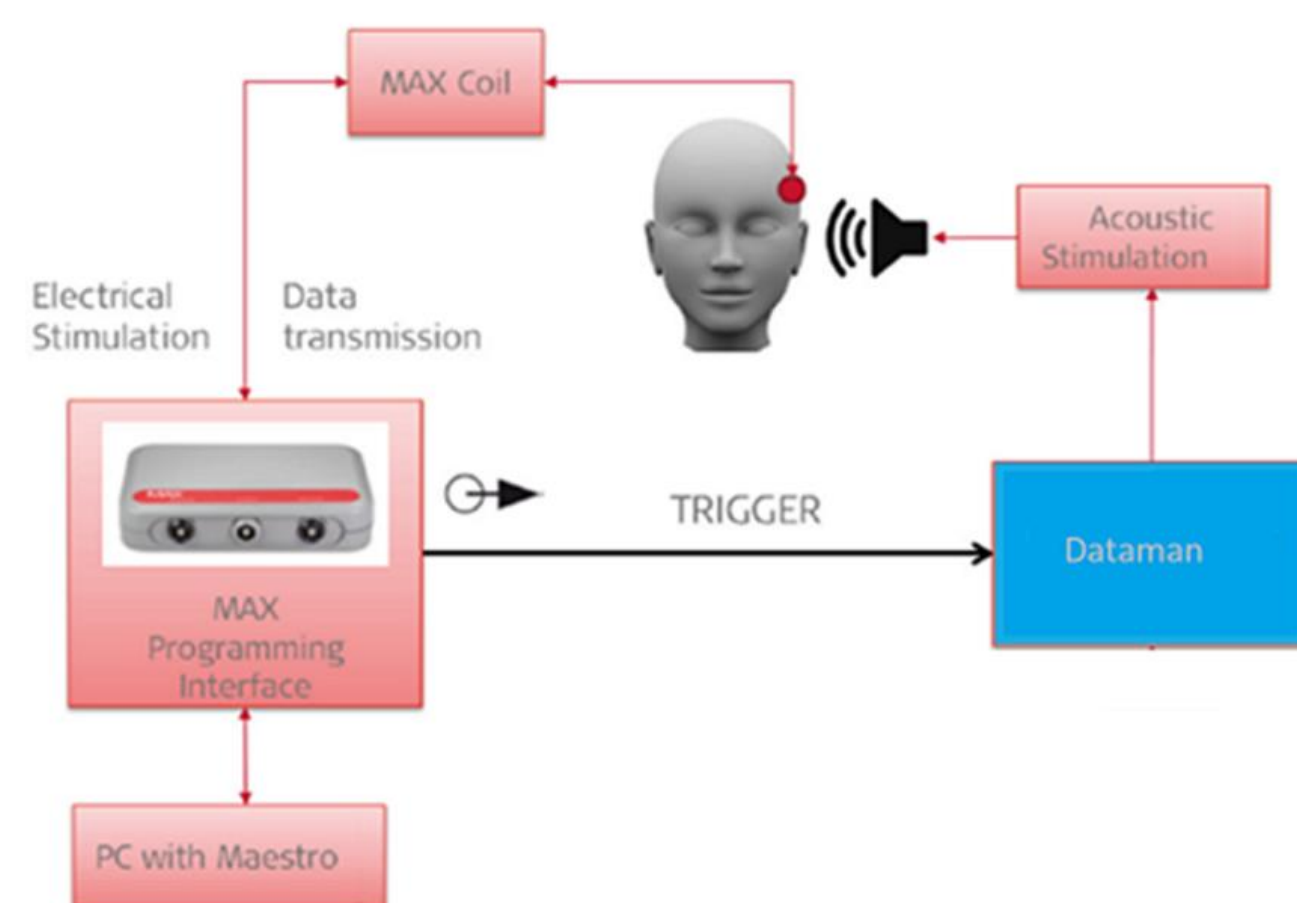 MAX Coil
Acoustic
Stimulation
Electrical
Stimulation
Data
transmission
TRIGGER
Dataman
MAX
Programming
Interface
PC with Maestro